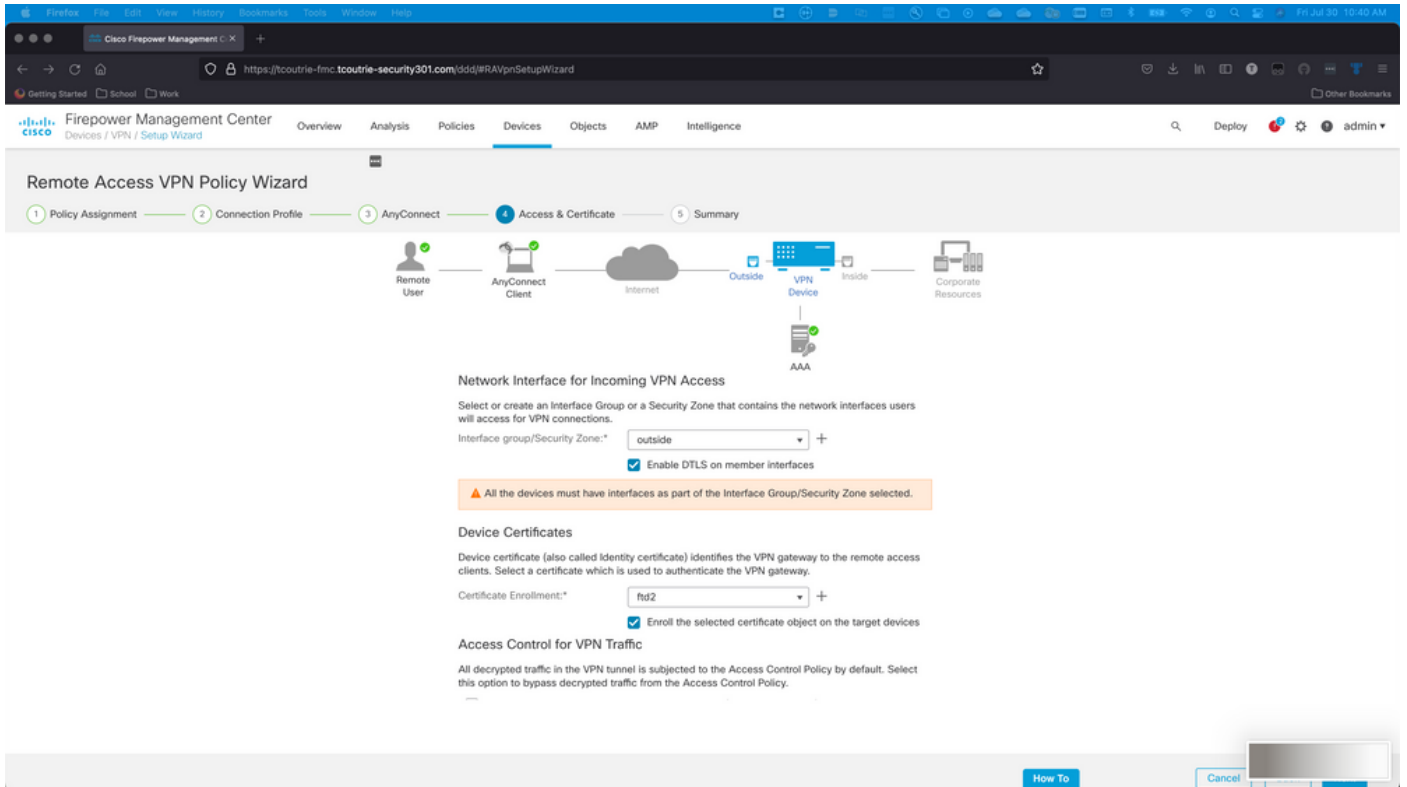 Firefox File Edit View History Bookmarks Tools Window Help Fri Jul 30 10:40 AM
Cisco Firepower Management C
https://tcoutrie-fmc.tcoutrie-security301.com/ddd/#RAVpnSetupWizard
Getting Started School Work Other Bookmarks
CISCO Firepower Management Center Overview Analysis Policies Devices Objects AMP Intelligence Deploy 2 admin
Devices / VPN / Setup Wizard
Remote Access VPN Policy Wizard
1 Policy Assignment 2 Connection Profile 3 AnyConnect 4 Access & Certificate 5 Summary
Remote User
AnyConnect Client
Internet
Outside
VPN Device
Inside
Corporate Resources
AAA
Network Interface for Incoming VPN Access
Select or create an Interface Group or a Security Zone that contains the network interfaces users
will access for VPN connections.
Interface group/Security Zone:* outside
Enable DTLS on member interfaces
All the devices must have interfaces as part of the Interface Group/Security Zone selected.
Device Certificates
Device certificate (also called Identity certificate) identifies the VPN gateway to the remote access
clients. Select a certificate which is used to authenticate the VPN gateway.
Certificate Enrollment:* ftd2
Enroll the selected certificate object on the target devices
Access Control for VPN Traffic
All decrypted traffic in the VPN tunnel is subjected to the Access Control Policy by default. Select
this option to bypass decrypted traffic from the Access Control Policy.
How To Cancel